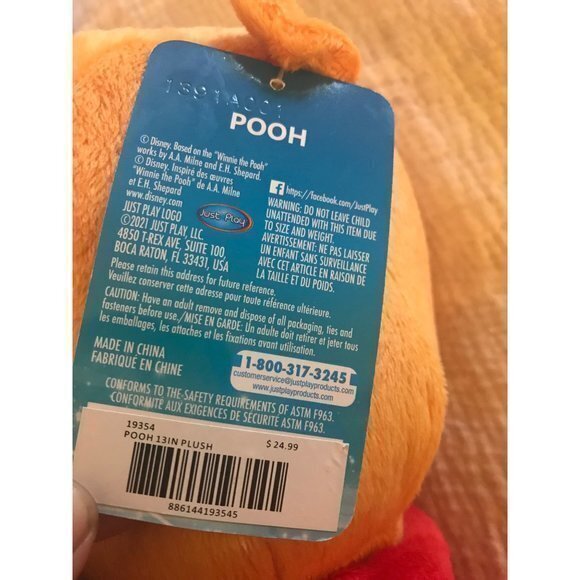 1891A001
POOH
© Disney. Based on the "Winnie the Pooh"
works by A.A. Milne and E.H. Shepard.
© Disney. Inspiré des œuvres
"Winnie the Pooh" de A.A. Milne
et E.H. Shepard
www.disney.com
JUST PLAY LOGO
©2021 JUST PLAY, LLC
4850 T-REX AVE. SUITE 100,
BOCA RATON, FL 33431, USA
Just Play
f https://facebook.com/JustPlay
WARNING: DO NOT LEAVE CHILD
UNATTENDED WITH THIS ITEM DUE
TO SIZE AND WEIGHT.
AVERTISSEMENT: NE PAS LAISSER
UN ENFANT SANS SURVEILLANCE
AVEC CET ARTICLE EN RAISON DE
LA TAILLE ET DU POIDS.
Please retain this address for future reference.
Veuillez conserver cette adresse pour toute référence ultérieure.
CAUTION: Have an adult remove and dispose of all packaging, ties and
fasteners before use./MISE EN GARDE: Un adulte doit retirer et jeter tous
les emballages, les attaches et les fixations avant utilisation.
MADE IN CHINA
FABRIQUÉ EN CHINE
1-800-317-3245
customerservice@justplayproducts.com
www.justplayproducts.com
CONFORMS TO THE SAFETY REQUIREMENTS OF ASTM F963.
CONFORMITE AUX EXIGENCES DE SÉCURITÉ ASTM F963.
19354
POOH 13IN PLUSH
$ 24.99
886144193545